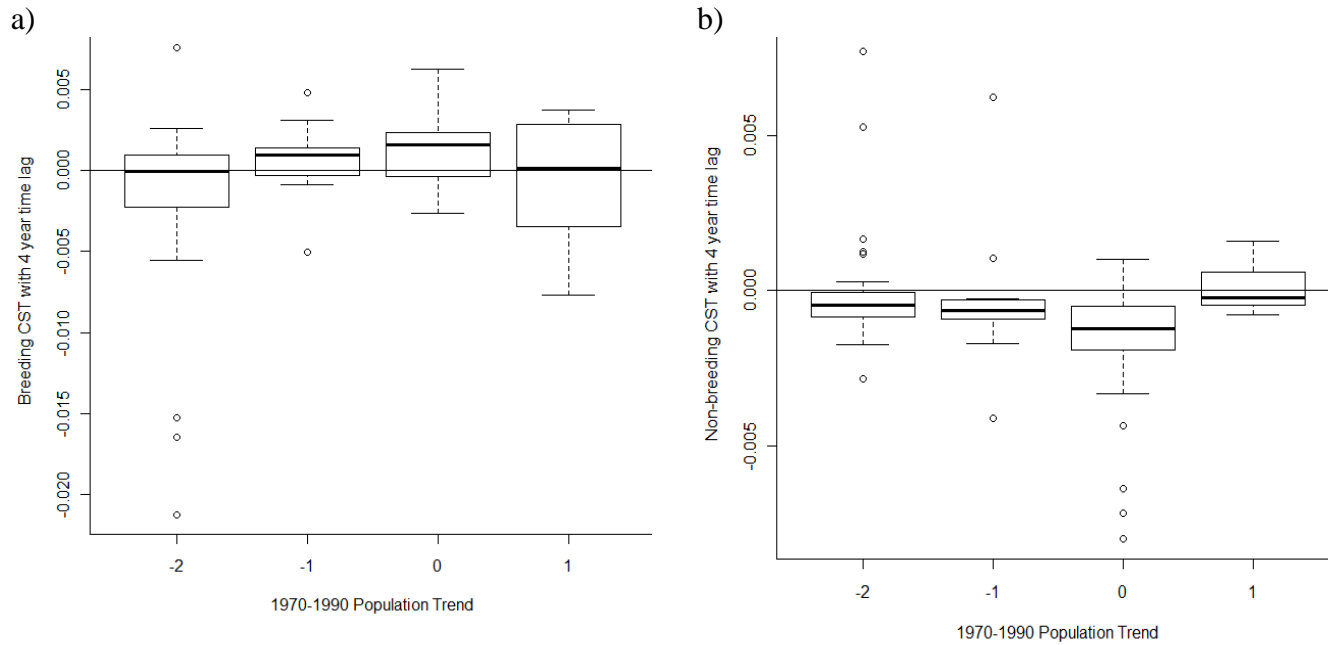 a)
Breeding CST with 4 year time lag
0.005
0.000
-0.005
-0.010
-0.015
-0.020
-2 -1 0 1
1970-1990 Population Trend
b)
Non-breeding CST with 4 year time lag
0.005
0.000
-0.005
-2 -1 0 1
1970-1990 Population Trend